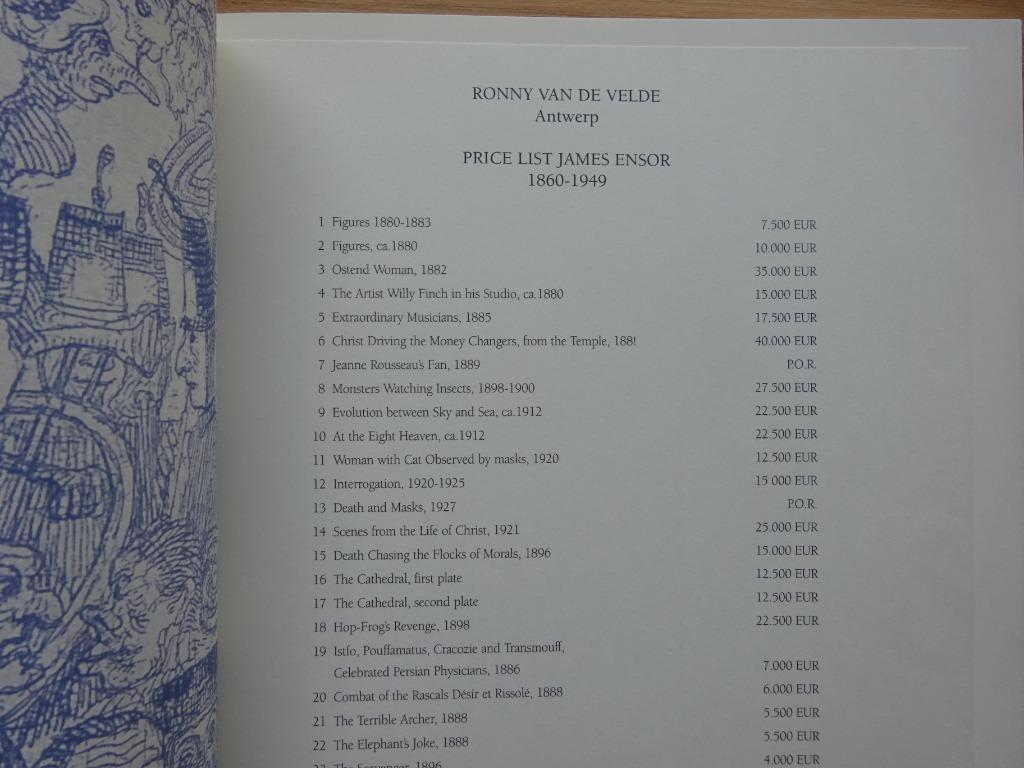 RONNY VAN DE VELDE
Antwerp
PRICE LIST JAMES ENSOR
1860-1949
1 Figures 1880-1883 7.500 EUR
2 Figures, ca.1880 10.000 EUR
3 Ostend Woman, 1882 35.000 EUR
4 The Artist Willy Finch in his Studio, ca.1880 15.000 EUR
5 Extraordinary Musicians, 1885 17.500 EUR
6 Christ Driving the Money Changers, from the Temple, 188! 40.000 EUR
7 Jeanne Rousseau's Fan, 1889 P.O.R.
8 Monsters Watching Insects, 1898-1900 27.500 EUR
9 Evolution between Sky and Sea, ca.1912 22.500 EUR
10 At the Eight Heaven, ca.1912 22.500 EUR
11 Woman with Cat Observed by masks, 1920 12.500 EUR
12 Interrogation, 1920-1925 15 000 EUR
13 Death and Masks, 1927 P.O.R.
14 Scenes from the Life of Christ, 1921 25.000 EUR
15 Death Chasing the Flocks of Morals, 1896 15.000 EUR
16 The Cathedral, first plate 12.500 EUR
17 The Cathedral, second plate 12.500 EUR
18 Hop-Frog's Revenge, 1898 22.500 EUR
19 Istfo, Pouffamatus, Cracozie and Transmouff,
Celebrated Persian Physicians, 1886 7.000 EUR
20 Combat of the Rascals Désir et Rissolé, 1888 6.000 EUR
21 The Terrible Archer, 1888 5.500 EUR
22 The Elephant's Joke, 1888 5.500 EUR
23 The Scavenger, 1896 4.000 EUR